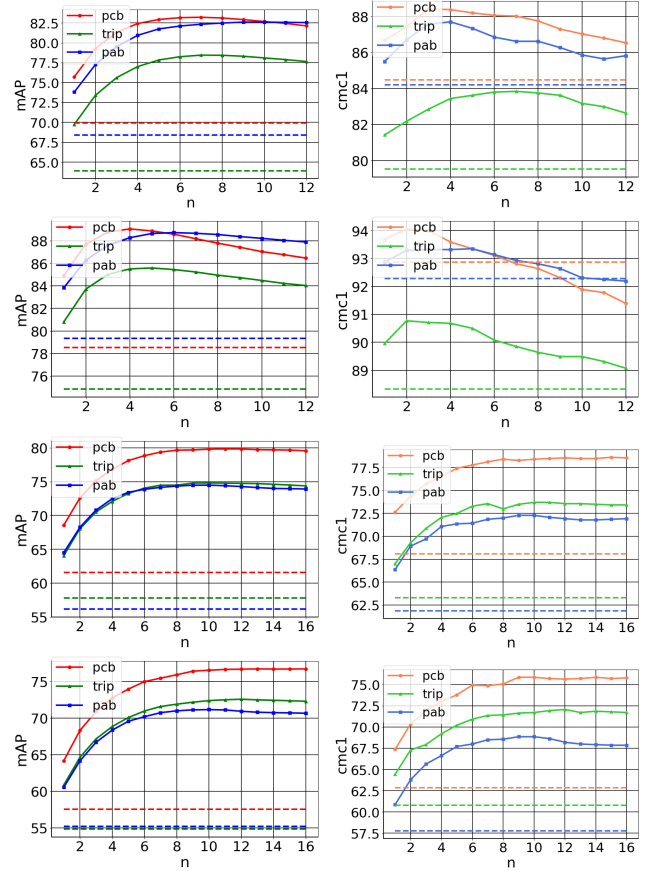 pcb
trip
pab
82.5
80.0
77.5
75.0
72.5
70.0
67.5
65.0
mAP
2 4 6 8 10 12
n
pcb
trip
pab
88
86
84
82
80
cmc1
2 4 6 8 10 12
n
pcb
trip
pab
88
86
84
82
80
78
76
mAP
2 4 6 8 10 12
n
pcb
trip
pab
94
93
92
91
90
89
cmc1
2 4 6 8 10 12
n
pcb
trip
pab
80
75
70
65
60
55
mAP
2 4 6 8 10 12 14 16
n
pcb
trip
pab
77.5
75.0
72.5
70.0
67.5
65.0
62.5
cmc1
2 4 6 8 10 12 14 16
n
pcb
trip
pab
75
70
65
60
55
mAP
2 4 6 8 10 12 14 16
n
pcb
trip
pab
75.0
72.5
70.0
67.5
65.0
62.5
60.0
57.5
cmc1
2 4 6 8 10 12 14 16
n